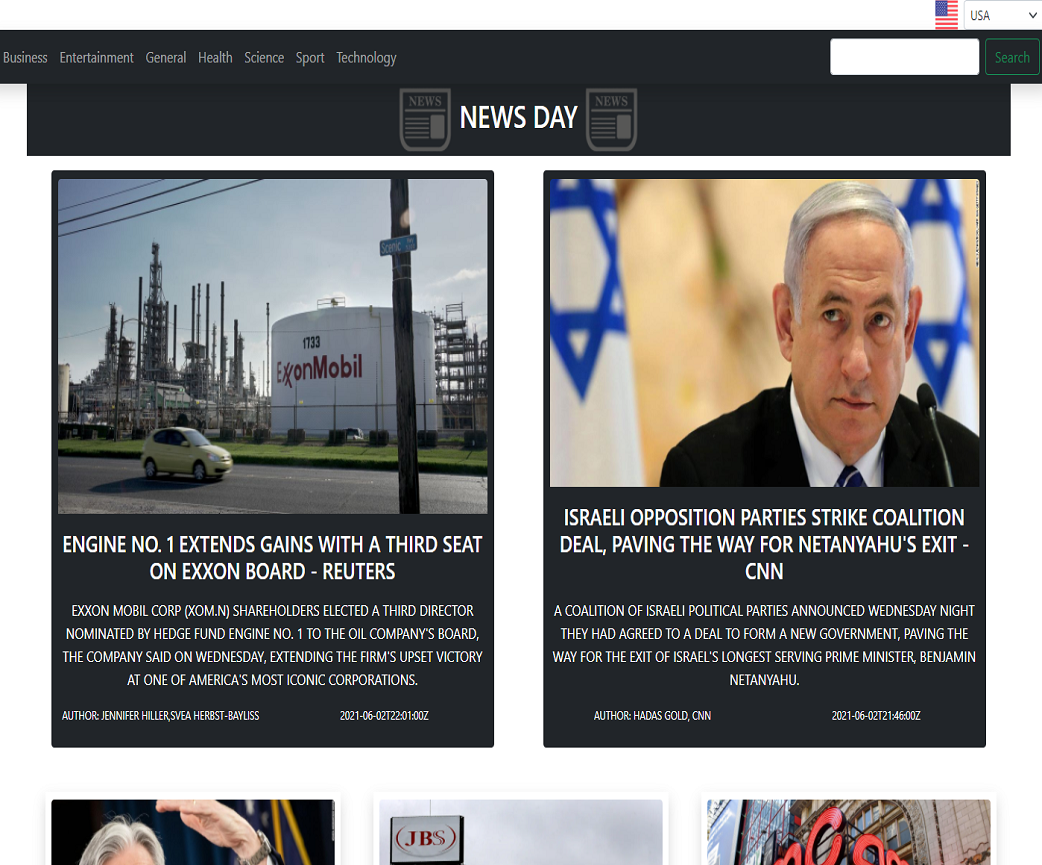 USA
Business Entertainment General Health Science Sport Technology
Search
NEWS
NEWS DAY
NEWS
Scenic
1733
ExxonMobil
ENGINE NO. 1 EXTENDS GAINS WITH A THIRD SEAT
ON EXXON BOARD - REUTERS
EXXON MOBIL CORP (XOM.N) SHAREHOLDERS ELECTED A THIRD DIRECTOR
NOMINATED BY HEDGE FUND ENGINE NO. 1 TO THE OIL COMPANY'S BOARD,
THE COMPANY SAID ON WEDNESDAY, EXTENDING THE FIRM'S UPSET VICTORY
AT ONE OF AMERICA'S MOST ICONIC CORPORATIONS.
AUTHOR: JENNIFER HILLER,SVEA HERBST-BAYLISS
2021-06-02T22:01:00Z
ISRAELI OPPOSITION PARTIES STRIKE COALITION
DEAL, PAVING THE WAY FOR NETANYAHU'S EXIT -
CNN
A COALITION OF ISRAELI POLITICAL PARTIES ANNOUNCED WEDNESDAY NIGHT
THEY HAD AGREED TO A DEAL TO FORM A NEW GOVERNMENT, PAVING THE
WAY FOR THE EXIT OF ISRAEL'S LONGEST SERVING PRIME MINISTER, BENJAMIN
NETANYAHU.
AUTHOR: HADAS GOLD, CNN
2021-06-02T21:46:00Z
JBS